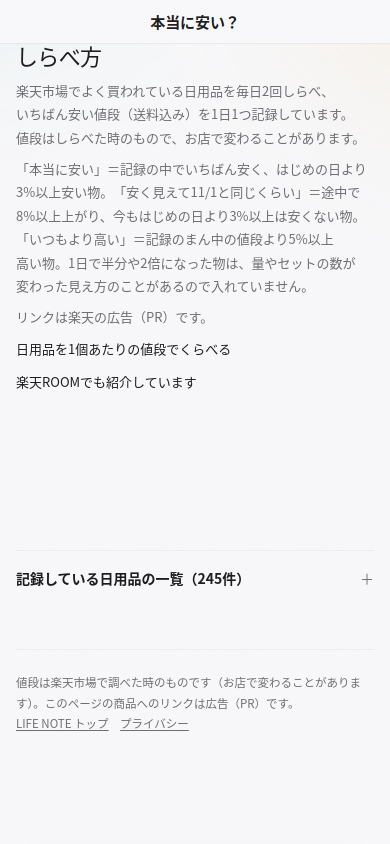 本当に安い？
しらべ方
楽天市場でよく買われている日用品を毎日2回しらべ、
いちばん安い値段（送料込み）を1日1つ記録しています。
値段はしらべた時のもので、お店で変わることがあります。
「本当に安い」＝記録の中でいちばん安く、はじめの日より
3%以上安い物。「安く見えて11/1と同じくらい」＝途中で
8%以上上がり、今もはじめの日より3%以上は安くない物。
「いつもより高い」＝記録のまん中の値段より5%以上
高い物。1日で半分や2倍になった物は、量やセットの数が
変わった見え方のことがあるので入れていません。
リンクは楽天の広告（PR）です。
日用品を1個あたりの値段でくらべる
楽天ROOMでも紹介しています
記録している日用品の一覧（245件） ＋
値段は楽天市場で調べた時のものです（お店で変わることがありま
す）。このページの商品へのリンクは広告（PR）です。
LIFE NOTE トップ プライバシー